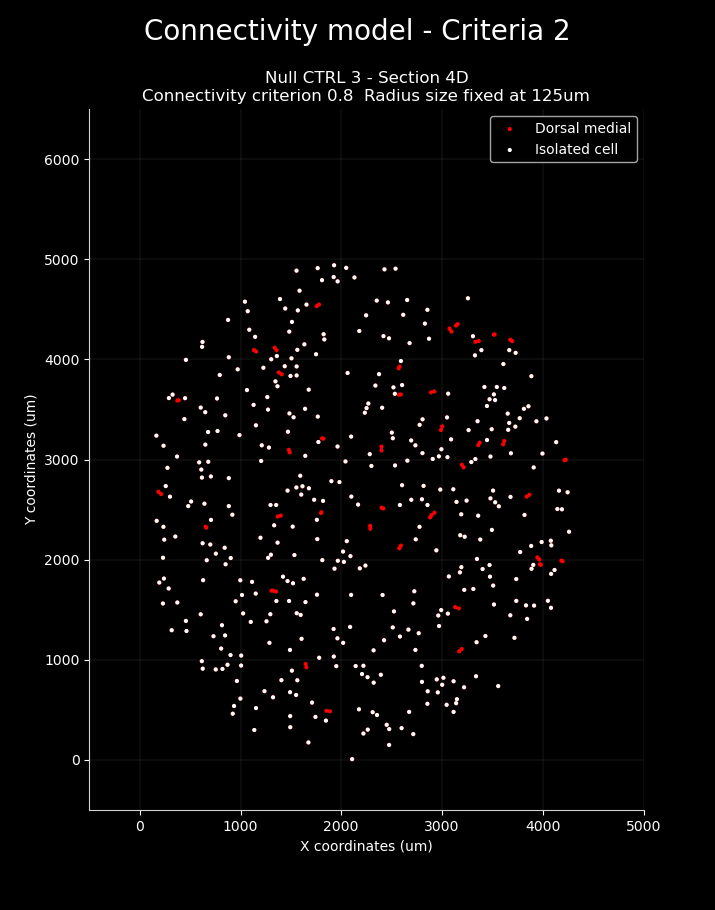 Connectivity model - Criteria 2
Null CTRL 3 - Section 4D
Connectivity criterion 0.8  Radius size fixed at 125um
Dorsal medial
Isolated cell
6000
5000
4000
3000
2000
1000
0
Y coordinates (um)
0 1000 2000 3000 4000 5000
X coordinates (um)